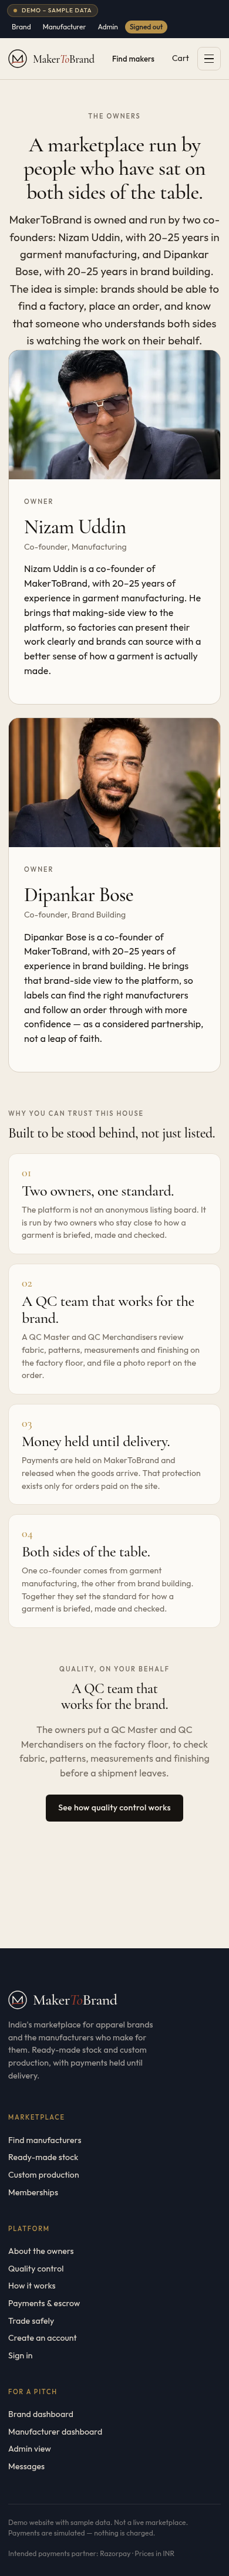 DEMO – SAMPLE DATA
Brand Manufacturer Admin Signed out
MakerToBrand Find makers Cart
THE OWNERS
A marketplace run by
people who have sat on
both sides of the table.
MakerToBrand is owned and run by two co-
founders: Nizam Uddin, with 20–25 years in
garment manufacturing, and Dipankar
Bose, with 20–25 years in brand building.
The idea is simple: brands should be able to
find a factory, place an order, and know
that someone who understands both sides
is watching the work on their behalf.
OWNER
Nizam Uddin
Co-founder, Manufacturing
Nizam Uddin is a co-founder of
MakerToBrand, with 20–25 years of
experience in garment manufacturing. He
brings that making-side view to the
platform, so factories can present their
work clearly and brands can source with a
better sense of how a garment is actually
made.
OWNER
Dipankar Bose
Co-founder, Brand Building
Dipankar Bose is a co-founder of
MakerToBrand, with 20–25 years of
experience in brand building. He brings
that brand-side view to the platform, so
labels can find the right manufacturers
and follow an order through with more
confidence — as a considered partnership,
not a leap of faith.
WHY YOU CAN TRUST THIS HOUSE
Built to be stood behind, not just listed.
01
Two owners, one standard.
The platform is not an anonymous listing board. It
is run by two owners who stay close to how a
garment is briefed, made and checked.
02
A QC team that works for the
brand.
A QC Master and QC Merchandisers review
fabric, patterns, measurements and finishing on
the factory floor, and file a photo report on the
order.
03
Money held until delivery.
Payments are held on MakerToBrand and
released when the goods arrive. That protection
exists only for orders paid on the site.
04
Both sides of the table.
One co-founder comes from garment
manufacturing, the other from brand building.
Together they set the standard for how a
garment is briefed, made and checked.
QUALITY, ON YOUR BEHALF
A QC team that
works for the brand.
The owners put a QC Master and QC
Merchandisers on the factory floor, to check
fabric, patterns, measurements and finishing
before a shipment leaves.
See how quality control works
MakerToBrand
India's marketplace for apparel brands
and the manufacturers who make for
them. Ready-made stock and custom
production, with payments held until
delivery.
MARKETPLACE
Find manufacturers
Ready-made stock
Custom production
Memberships
PLATFORM
About the owners
Quality control
How it works
Payments & escrow
Trade safely
Create an account
Sign in
FOR A PITCH
Brand dashboard
Manufacturer dashboard
Admin view
Messages
Demo website with sample data. Not a live marketplace.
Payments are simulated — nothing is charged.
Intended payments partner: Razorpay · Prices in INR